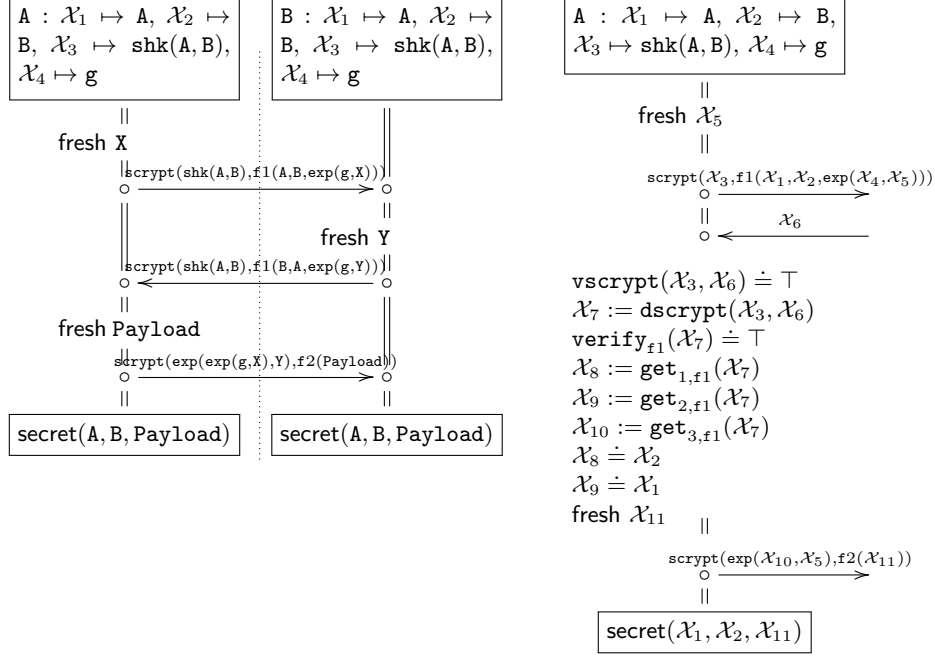 A : 𝒳₁ ↦ A, 𝒳₂ ↦
B, 𝒳₃ ↦ shk(A, B),
𝒳₄ ↦ g
fresh X
B : 𝒳₁ ↦ A, 𝒳₂ ↦
B, 𝒳₃ ↦ shk(A, B),
𝒳₄ ↦ g
scrypt(shk(A,B),f1(A,B,exp(g,X)))
fresh Y
scrypt(shk(A,B),f1(B,A,exp(g,Y)))
fresh Payload
scrypt(exp(exp(g,X),Y),f2(Payload))
secret(A, B, Payload)
secret(A, B, Payload)
A : 𝒳₁ ↦ A, 𝒳₂ ↦ B,
𝒳₃ ↦ shk(A, B), 𝒳₄ ↦ g
fresh 𝒳₅
scrypt(𝒳₃,f1(𝒳₁,𝒳₂,exp(𝒳₄,𝒳₅)))
𝒳₆
vscrypt(𝒳₃, 𝒳₆) ≐ ⊤
𝒳₇ := dscrypt(𝒳₃, 𝒳₆)
verify_f1(𝒳₇) ≐ ⊤
𝒳₈ := get_1,f1(𝒳₇)
𝒳₉ := get_2,f1(𝒳₇)
𝒳₁₀ := get_3,f1(𝒳₇)
𝒳₈ ≐ 𝒳₂
𝒳₉ ≐ 𝒳₁
fresh 𝒳₁₁
scrypt(exp(𝒳₁₀,𝒳₅),f2(𝒳₁₁))
secret(𝒳₁, 𝒳₂, 𝒳₁₁)